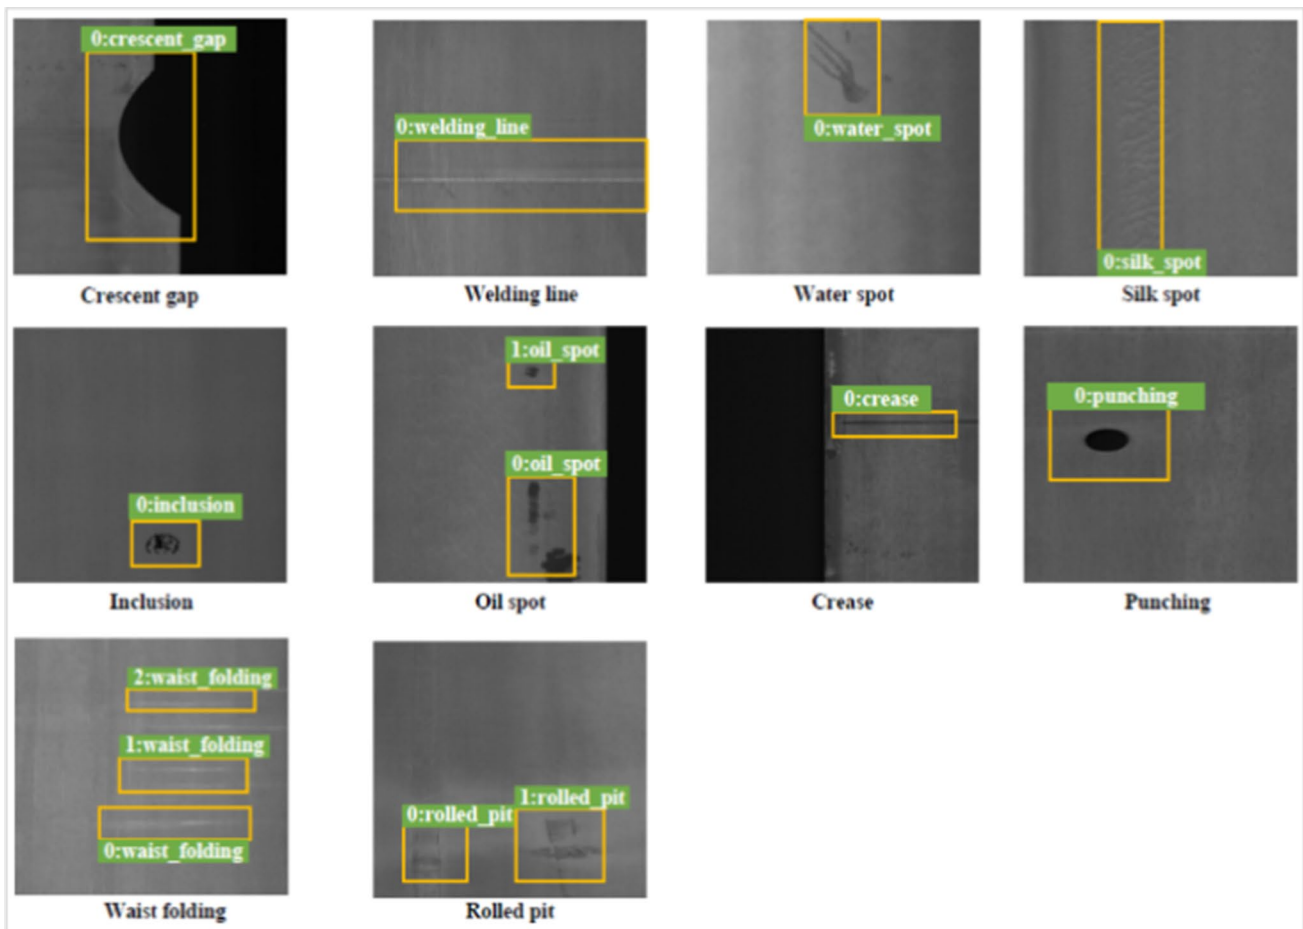 0:crescent_gap
0:welding_line
0:water_spot
0:silk_spot
Crescent gap
Welding line
Water spot
Silk spot
0:inclusion
1:oil_spot
0:oil_spot
0:crease
0:punching
Inclusion
Oil spot
Crease
Punching
2:waist_folding
1:waist_folding
0:waist_folding
0:rolled_pit
1:rolled_pit
Waist folding
Rolled pit